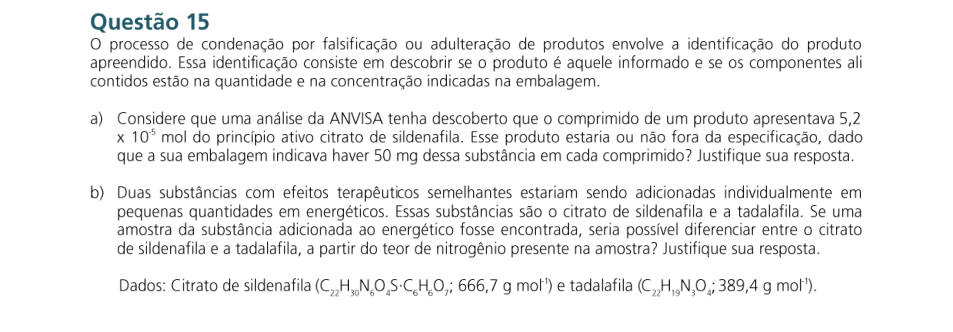 Questão 15
O processo de condenação por falsificação ou adulteração de produtos envolve a identificação do produto
apreendido. Essa identificação consiste em descobrir se o produto é aquele informado e se os componentes ali
contidos estão na quantidade e na concentração indicadas na embalagem.
a) Considere que uma análise da ANVISA tenha descoberto que o comprimido de um produto apresentava 5,2
x 10⁻⁵ mol do princípio ativo citrato de sildenafila. Esse produto estaria ou não fora da especificação, dado
que a sua embalagem indicava haver 50 mg dessa substância em cada comprimido? Justifique sua resposta.
b) Duas substâncias com efeitos terapêuticos semelhantes estariam sendo adicionadas individualmente em
pequenas quantidades em energéticos. Essas substâncias são o citrato de sildenafila e a tadalafila. Se uma
amostra da substância adicionada ao energético fosse encontrada, seria possível diferenciar entre o citrato
de sildenafila e a tadalafila, a partir do teor de nitrogênio presente na amostra? Justifique sua resposta.
Dados: Citrato de sildenafila (C₂₂H₃₀N₆O₄S·C₆H₈O₇; 666,7 g mol⁻¹) e tadalafila (C₂₂H₁₉N₃O₄; 389,4 g mol⁻¹).